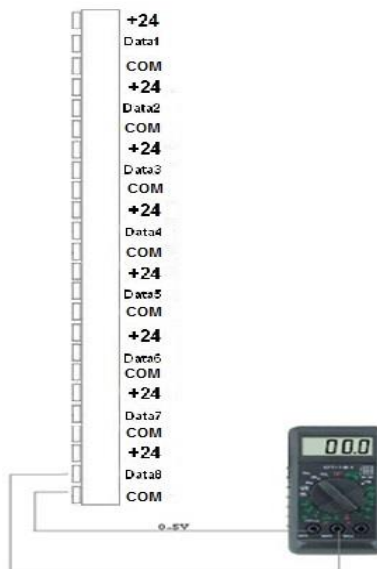 +24
Data1
COM
+24
Data2
COM
+24
Data3
COM
+24
Data4
COM
+24
Data5
COM
+24
Data6
COM
+24
Data7
COM
+24
Data8
COM
00.0
0.5V